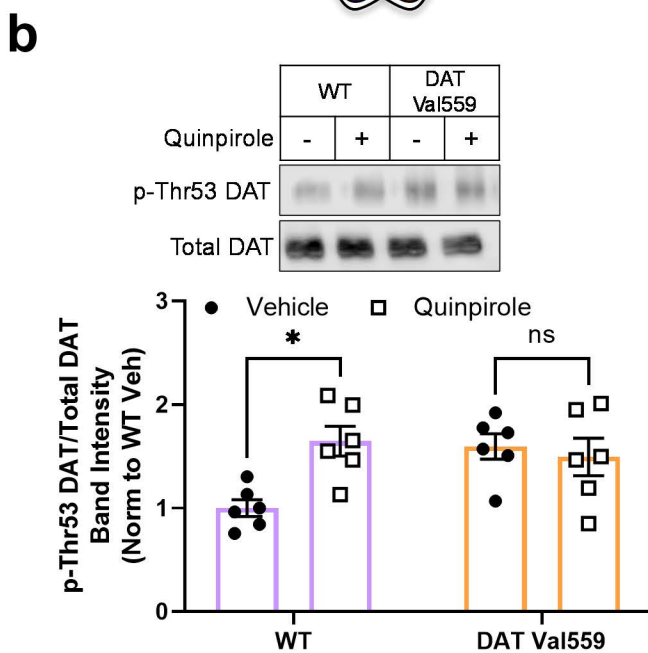 b
WT
DAT
Val559
Quinpirole - + - +
p-Thr53 DAT
Total DAT
p-Thr53 DAT/Total DAT
Band Intensity
(Norm to WT Veh)
3
2
1
0
Vehicle
Quinpirole
*
ns
WT
DAT Val559